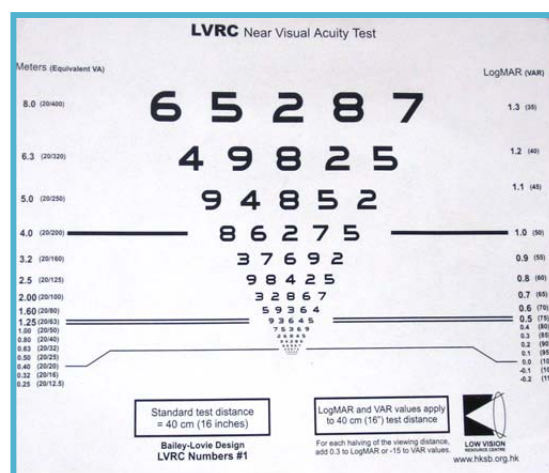 LVRC Near Visual Acuity Test
Meters (Equivalent VA)
LogMAR (VAR)
8.0 (20/400) 6 5 2 8 7 1.3 (35)
6.3 (20/320) 4 9 8 2 5 1.2 (40)
5.0 (20/250) 9 4 8 5 2 1.1 (45)
4.0 (20/200) 8 6 2 7 5 1.0 (50)
3.2 (20/160) 3 7 6 9 2 0.9 (55)
2.5 (20/125) 9 8 4 2 5 0.8 (60)
2.00 (20/100) 3 2 8 6 7 0.7 (65)
1.60 (20/80) 5 9 3 6 4 0.6 (70)
1.25 (20/63) 9 3 6 4 5 0.5 (75)
1.00 (20/50) 7 5 3 6 9 0.4 (80)
0.80 (20/40) 0.3 (85)
0.63 (20/32) 0.2 (90)
0.50 (20/25) 0.1
0.40 (20/20) 0.0
0.32 (20/16) -0.1
0.25 (20/12.5) -0.2
Standard test distance
= 40 cm (16 inches)
Bailey-Lovie Design
LVRC Numbers #1
LogMAR and VAR values apply
to 40 cm (16") test distance
For each halving of the viewing distance,
add 0.3 to LogMAR or -15 to VAR values.
LOW VISION
RESOURCE CENTRE
www.hksb.org.hk